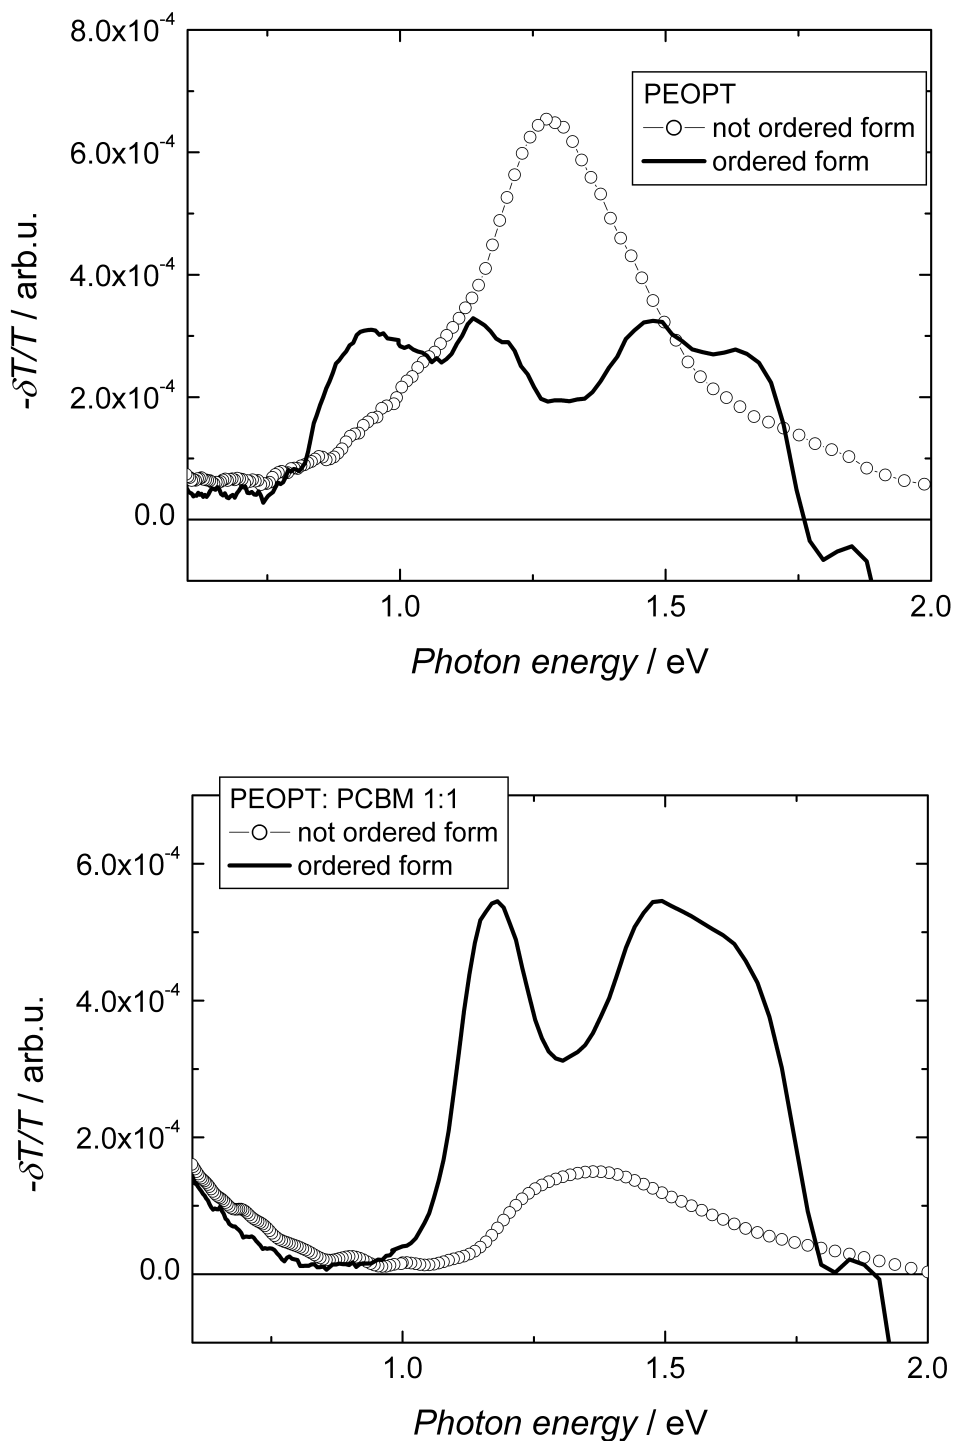 8.0x10-4
PEOPT
not ordered form
ordered form
6.0x10-4
4.0x10-4
2.0x10-4
0.0
-δT/T / arb.u.
1.0
1.5
2.0
Photon energy / eV
PEOPT: PCBM 1:1
not ordered form
ordered form
6.0x10-4
4.0x10-4
2.0x10-4
0.0
-δT/T / arb.u.
1.0
1.5
2.0
Photon energy / eV